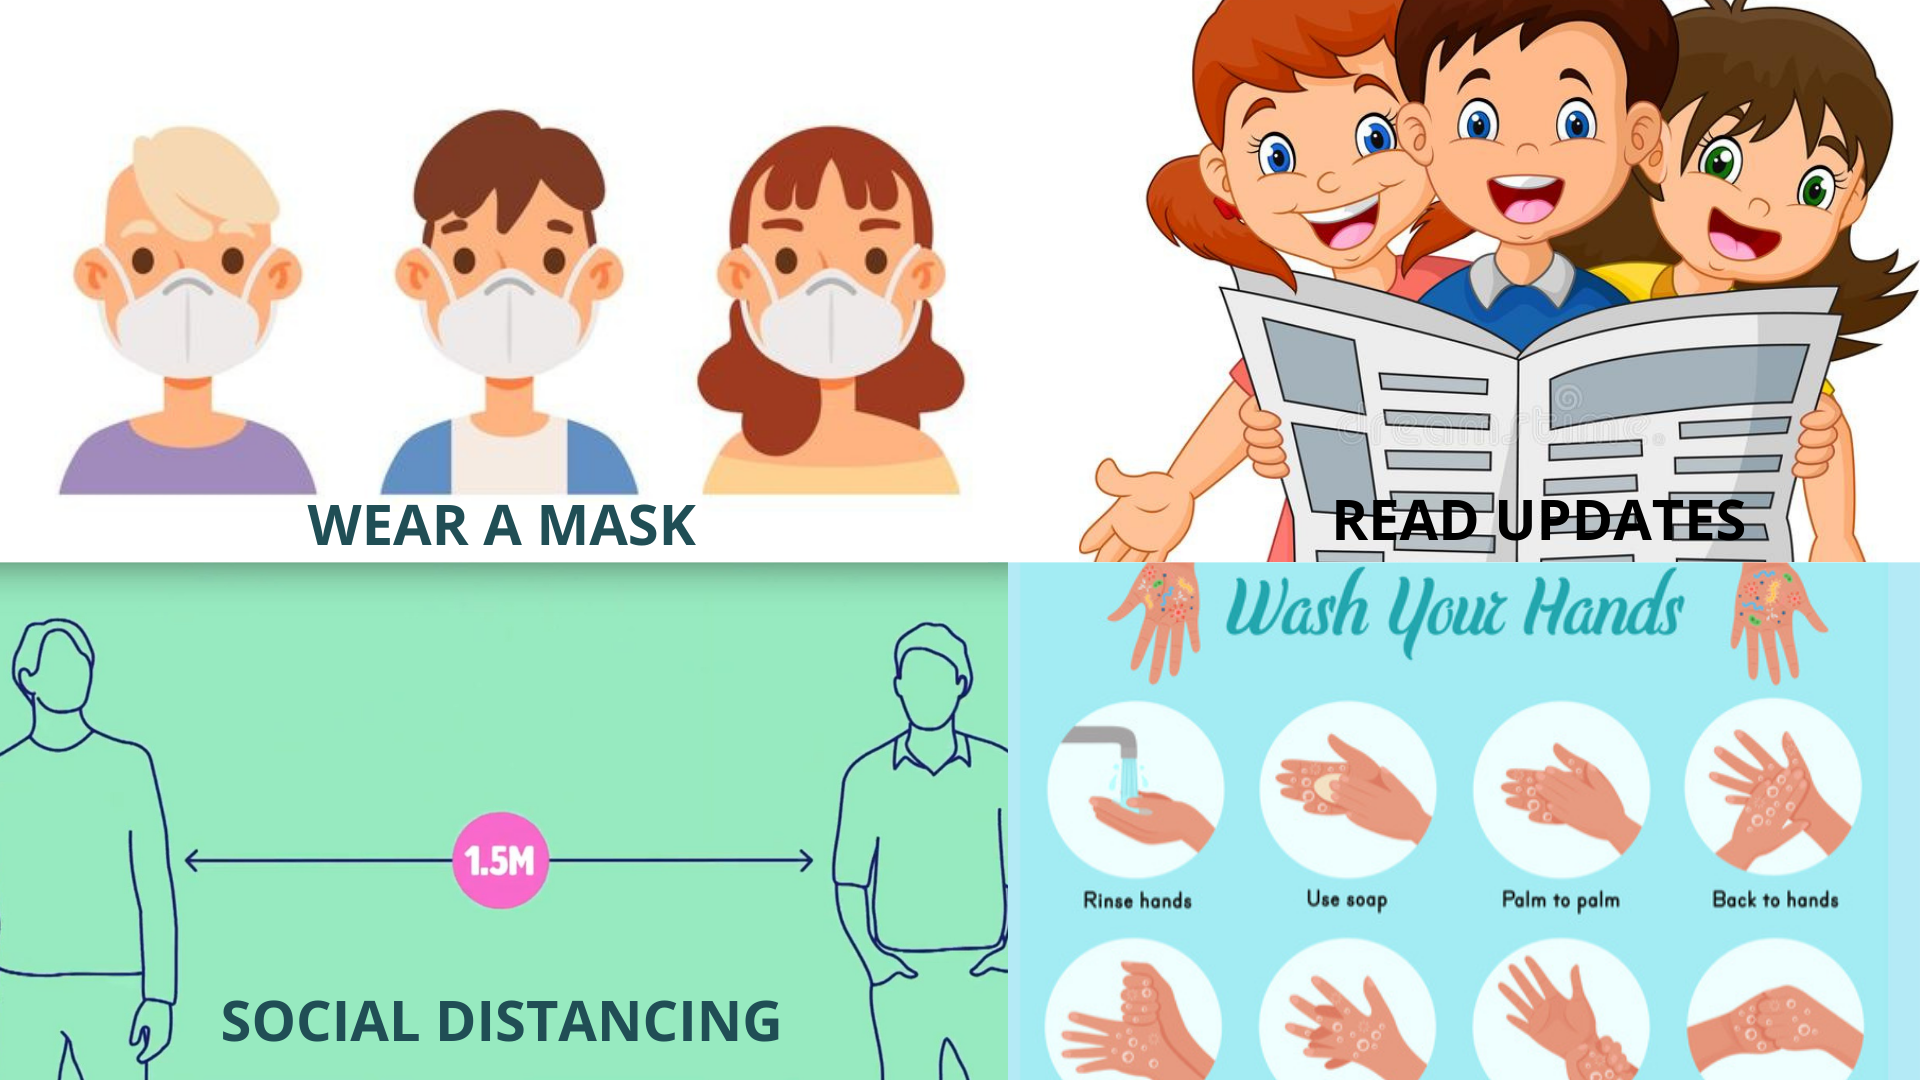 dreamstime.
WEAR A MASK
READ UPDATES
Wash Your Hands
Rinse hands
Use soap
Palm to palm
Back to hands
1.5M
SOCIAL DISTANCING